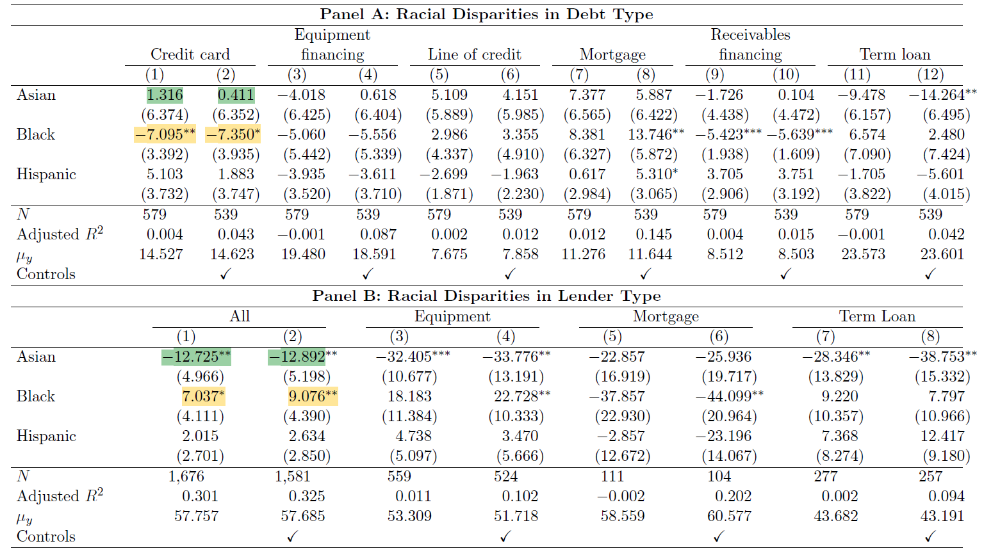 Panel A: Racial Disparities in Debt Type
Equipment Receivables
Credit card financing Line of credit Mortgage financing Term loan
(1) (2) (3) (4) (5) (6) (7) (8) (9) (10) (11) (12)
Asian 1.316 0.411 −4.018 0.618 5.109 4.151 7.377 5.887 −1.726 0.104 −9.478 −14.264**
(6.374) (6.352) (6.425) (6.404) (5.889) (5.985) (6.565) (6.422) (4.438) (4.472) (6.157) (6.495)
Black −7.095** −7.350* −5.060 −5.556 2.986 3.355 8.381 13.746** −5.423*** −5.639*** 6.574 2.480
(3.392) (3.935) (5.442) (5.339) (4.337) (4.910) (6.327) (5.872) (1.938) (1.609) (7.090) (7.424)
Hispanic 5.103 1.883 −3.935 −3.611 −2.699 −1.963 0.617 5.310* 3.705 3.751 −1.705 −5.601
(3.732) (3.747) (3.520) (3.710) (1.871) (2.230) (2.984) (3.065) (2.906) (3.192) (3.822) (4.015)
N 579 539 579 539 579 539 579 539 579 539 579 539
Adjusted R² 0.004 0.043 −0.001 0.087 0.002 0.012 0.012 0.145 0.004 0.015 −0.001 0.042
μy 14.527 14.623 19.480 18.591 7.675 7.858 11.276 11.644 8.512 8.503 23.573 23.601
Controls ✓ ✓ ✓ ✓ ✓ ✓
Panel B: Racial Disparities in Lender Type
All Equipment Mortgage Term Loan
(1) (2) (3) (4) (5) (6) (7) (8)
Asian −12.725** −12.892** −32.405*** −33.776** −22.857 −25.936 −28.346** −38.753**
(4.966) (5.198) (10.677) (13.191) (16.919) (19.717) (13.829) (15.332)
Black 7.037* 9.076** 18.183 22.728** −37.857 −44.099** 9.220 7.797
(4.111) (4.390) (11.384) (10.333) (22.930) (20.964) (10.357) (10.966)
Hispanic 2.015 2.634 4.738 3.470 −2.857 −23.196 7.368 12.417
(2.701) (2.850) (5.097) (5.666) (12.672) (14.067) (8.274) (9.180)
N 1,676 1,581 559 524 111 104 277 257
Adjusted R² 0.301 0.325 0.011 0.102 −0.002 0.202 0.002 0.094
μy 57.757 57.685 53.309 51.718 58.559 60.577 43.682 43.191
Controls ✓ ✓ ✓ ✓